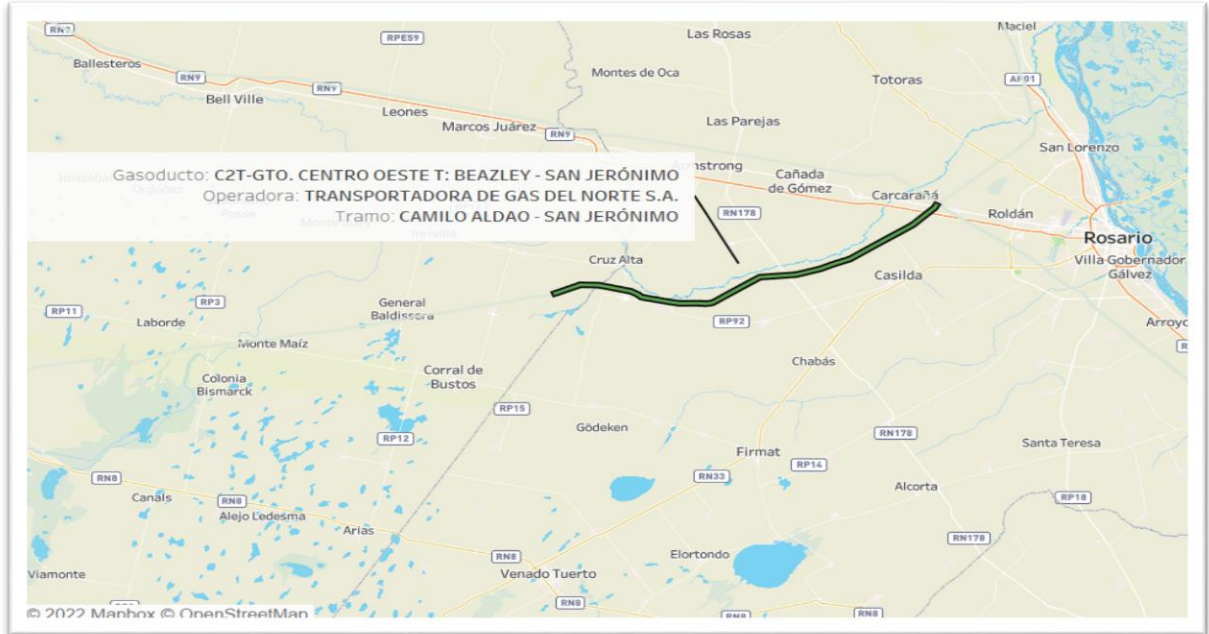 RN?
RPE59
Las Rosas
Maciel
Ballesteros
RN9
Montes de Oca
Totoras
AP01
Bell Ville
RN9
Leones
Marcos Juárez
RN9
Las Parejas
San Lorenzo
Gasoducto: C2T-GTO. CENTRO OESTE T: BEAZLEY - SAN JERÓNIMO
Operadora: TRANSPORTADORA DE GAS DEL NORTE S.A.
Tramo: CAMILO ALDAO - SAN JERÓNIMO
mstrong
Cañada
de Gómez
Carcarañá
RN178
Roldán
Rosario
Villa Gobernador
Gálvez
Cruz Alta
Casilda
RP11
RP3
General
Baldissera
Laborde
RP92
Arroyo
Monte Maíz
Chabás
Colonia
Bismarck
Corral de
Bustos
RP15
Gödeken
RP12
RN178
Santa Teresa
Firmat
RP14
RN8
RN33
Alcorta
Canals
RN8
RP18
Alejo Ledesma
Arias
RN178
RN8
Elortondo
Viamonte
Venado Tuerto
RN8
RN8
RN8
© 2022 Mapbox © OpenStreetMap